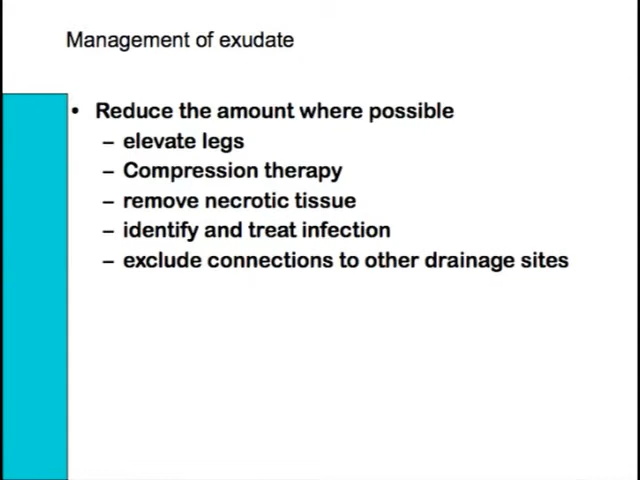 Management of exudate
• Reduce the amount where possible
– elevate legs
– Compression therapy
– remove necrotic tissue
– identify and treat infection
– exclude connections to other drainage sites